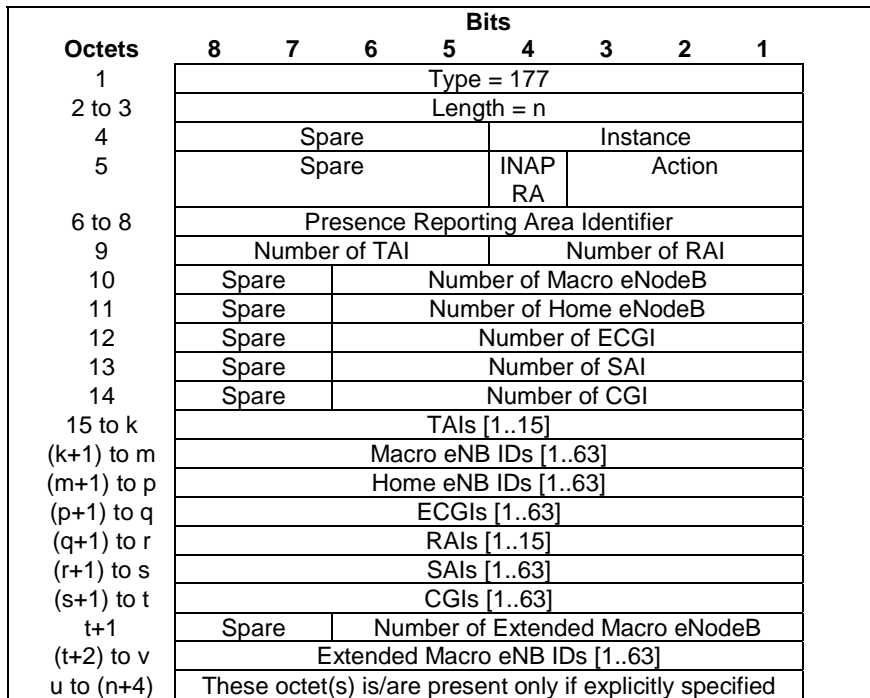 Bits
Octets 8 7 6 5 4 3 2 1
1 Type = 177
2 to 3 Length = n
4 Spare Instance
5 Spare INAP Action
RA
6 to 8 Presence Reporting Area Identifier
9 Number of TAI Number of RAI
10 Spare Number of Macro eNodeB
11 Spare Number of Home eNodeB
12 Spare Number of ECGI
13 Spare Number of SAI
14 Spare Number of CGI
15 to k TAIs [1..15]
(k+1) to m Macro eNB IDs [1..63]
(m+1) to p Home eNB IDs [1..63]
(p+1) to q ECGIs [1..63]
(q+1) to r RAIs [1..15]
(r+1) to s SAIs [1..63]
(s+1) to t CGIs [1..63]
t+1 Spare Number of Extended Macro eNodeB
(t+2) to v Extended Macro eNB IDs [1..63]
u to (n+4) These octet(s) is/are present only if explicitly specified